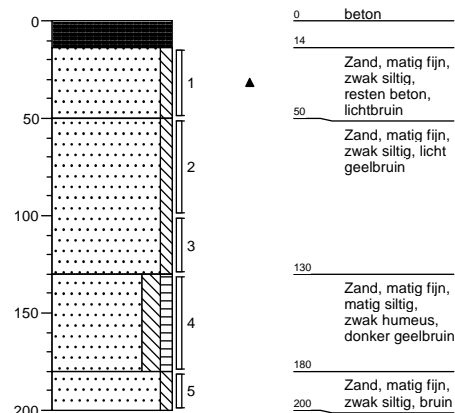 0
50
100
150
200
1
2
3
4
5
0 beton
14
Zand, matig fijn,
zwak siltig,
resten beton,
lichtbruin
50
Zand, matig fijn,
zwak siltig, licht
geelbruin
130
Zand, matig fijn,
matig siltig,
zwak humeus,
donker geelbruin
180
Zand, matig fijn,
zwak siltig, bruin
200